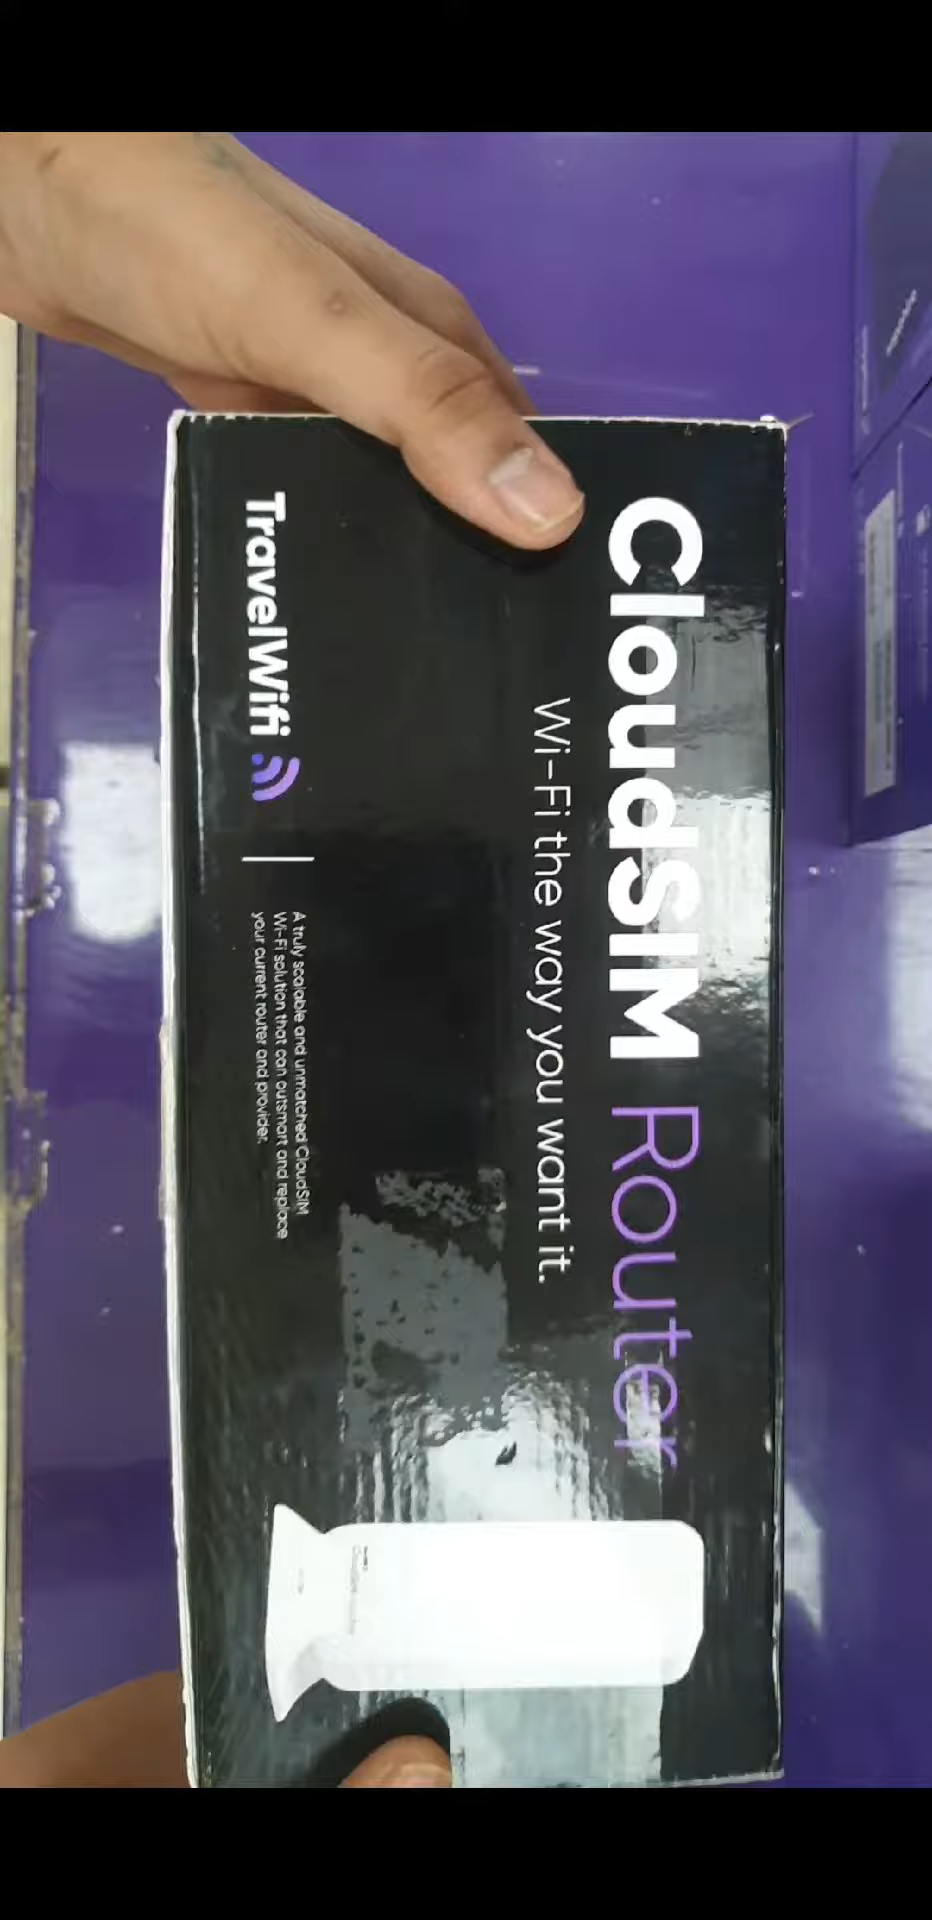 CloudSIM Router
Wi-Fi the way you want it.
TravelWifi
A truly scalable and unmatched CloudSIM
Wi-Fi solution that can outsmart and replace
your current router and provider.